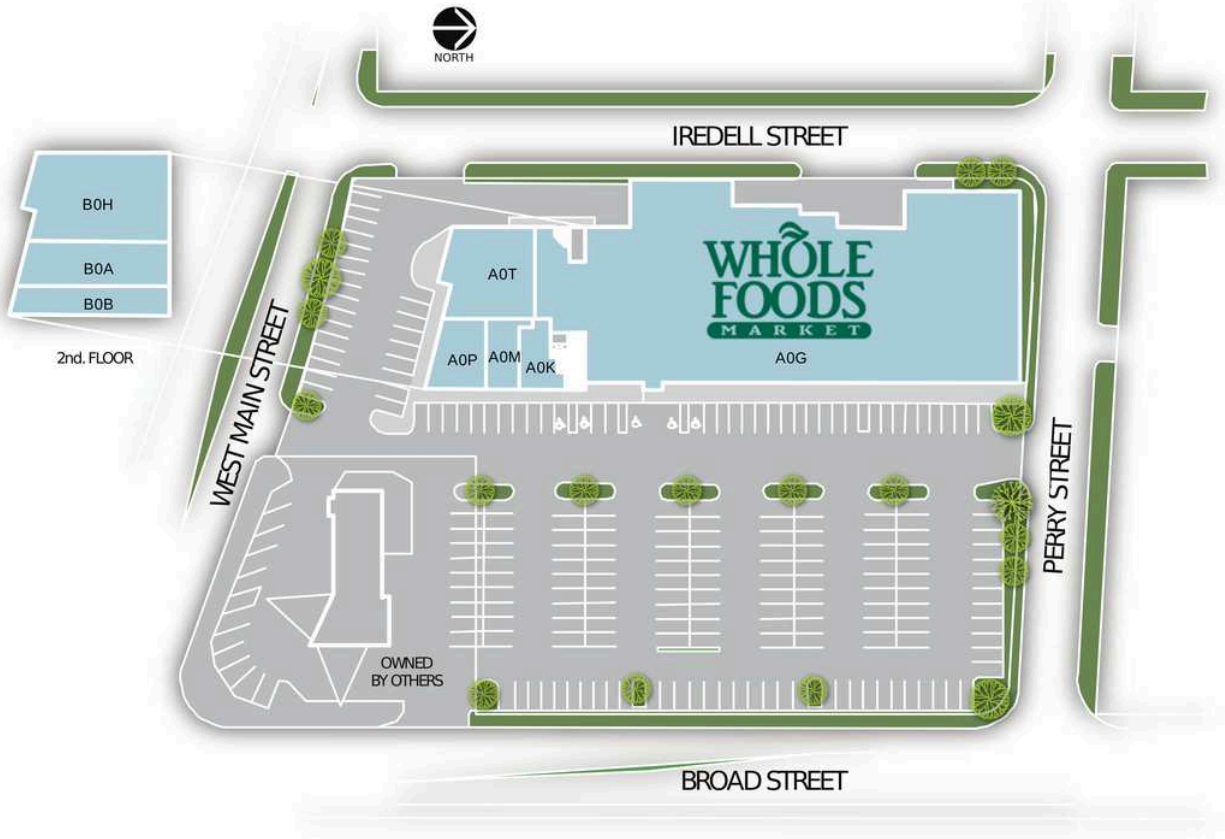 NORTH
IREDELL STREET
B0H
B0A
B0B
2nd. FLOOR
WEST MAIN STREET
A0T
A0P
A0M
A0K
WHOLE
FOODS
MARKET
A0G
PERRY STREET
OWNED
BY OTHERS
BROAD STREET